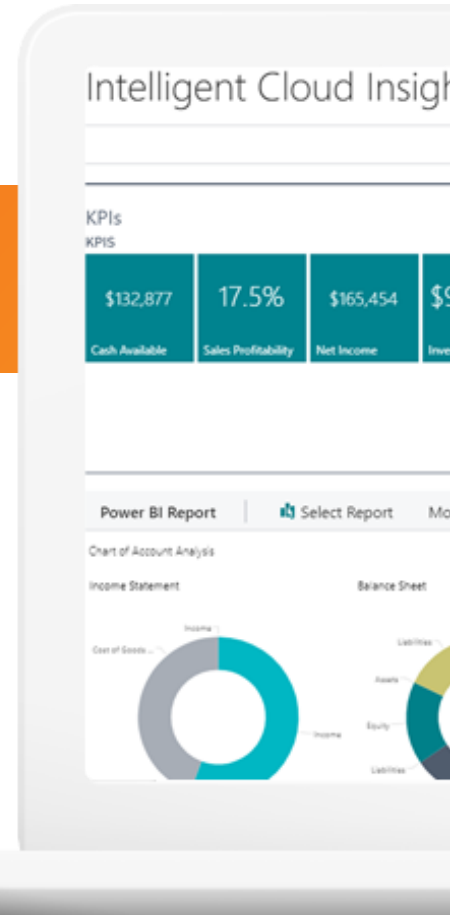 Intelligent Cloud Insigh
KPIs
KPIS
$132,877 17.5% $165,454 $9
Cash Available Sales Profitability Net Income Inve
Power BI Report Select Report Mo
Chart of Account Analysis
Income Statement Balance Sheet
Income
Cost of Goods ...
Income
Liabilities
Assets
Equity
Liabilities